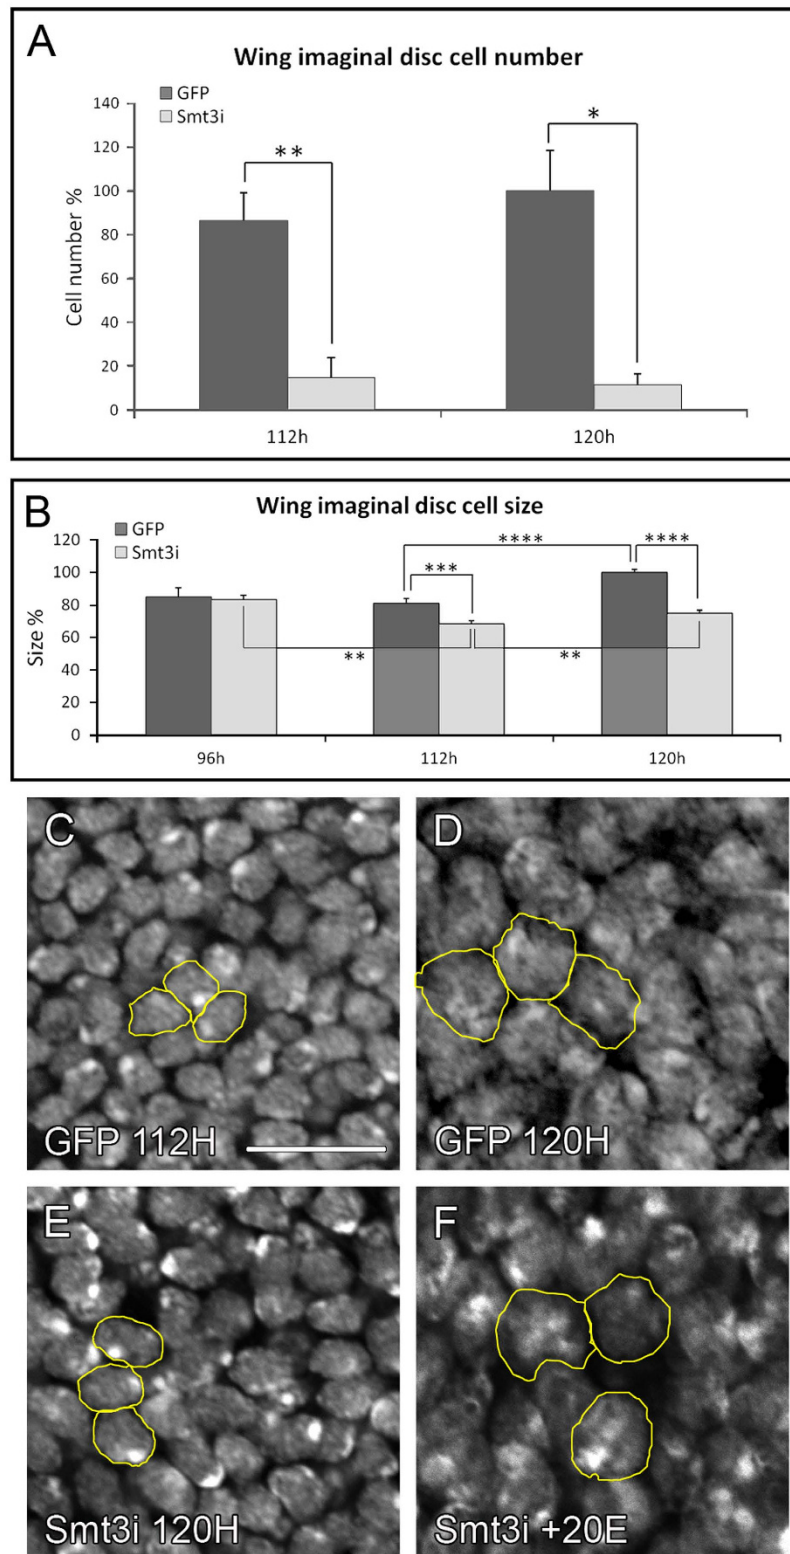 A
Wing imaginal disc cell number
GFP
Smt3i
Cell number %
140
120
100
80
60
40
20
0
**
*
112h
120h
B
Wing imaginal disc cell size
GFP
Smt3i
Size %
120
100
80
60
40
20
0
****
***
****
**
**
96h
112h
120h
C
GFP 112H
D
GFP 120H
E
Smt3i 120H
F
Smt3i +20E